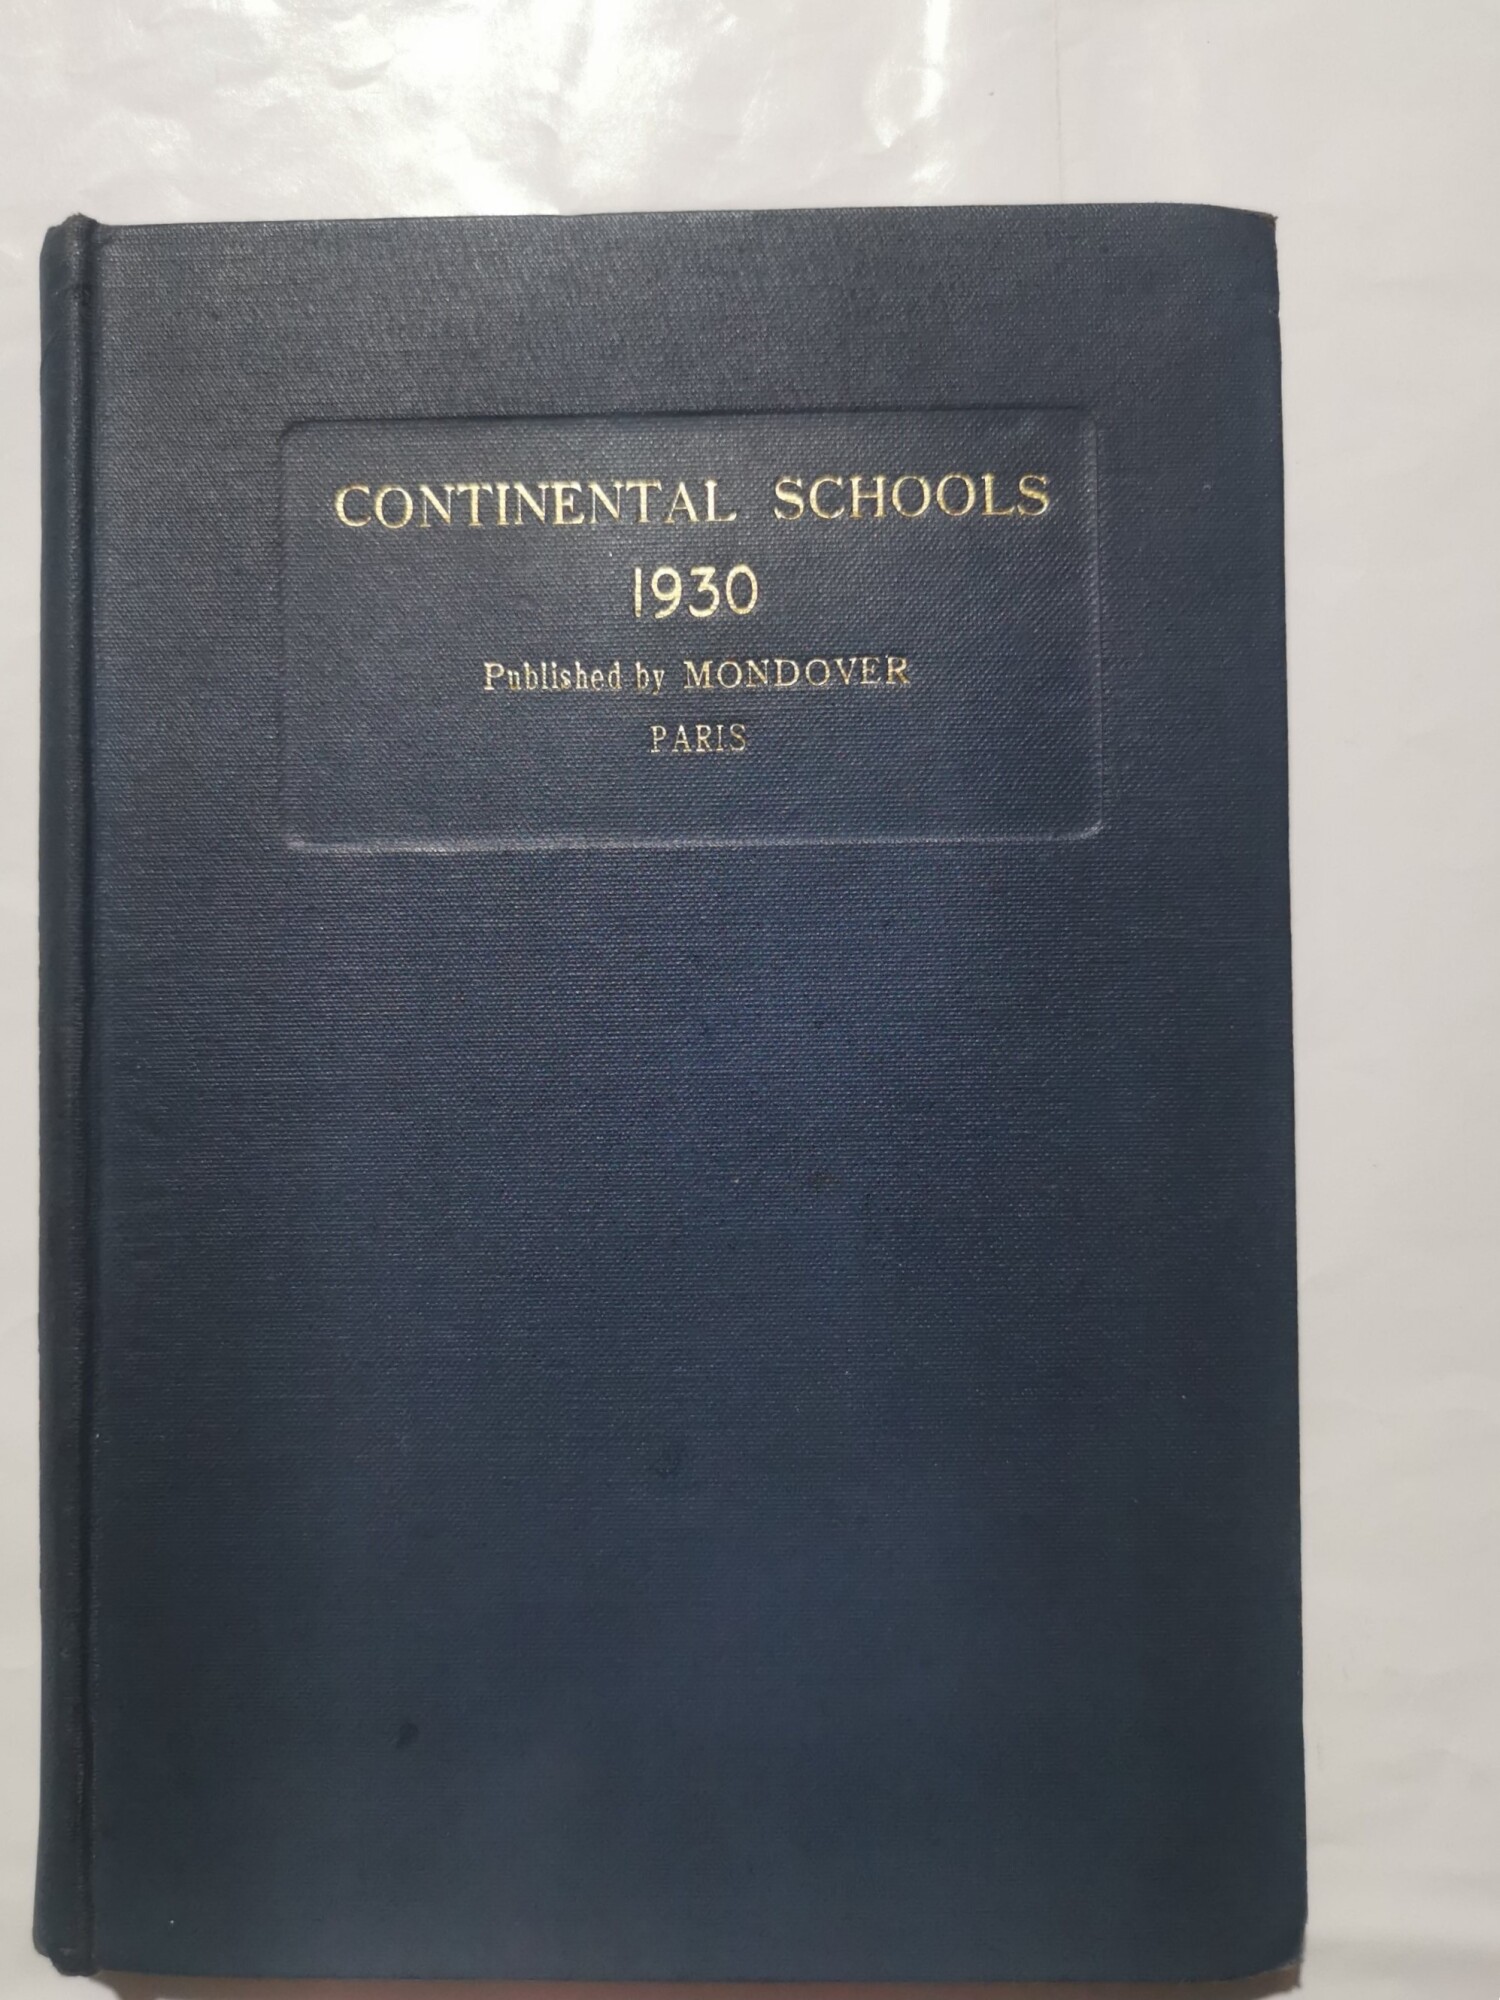 CONTINENTAL SCHOOLS
1930
Published by MONDOVER
PARIS